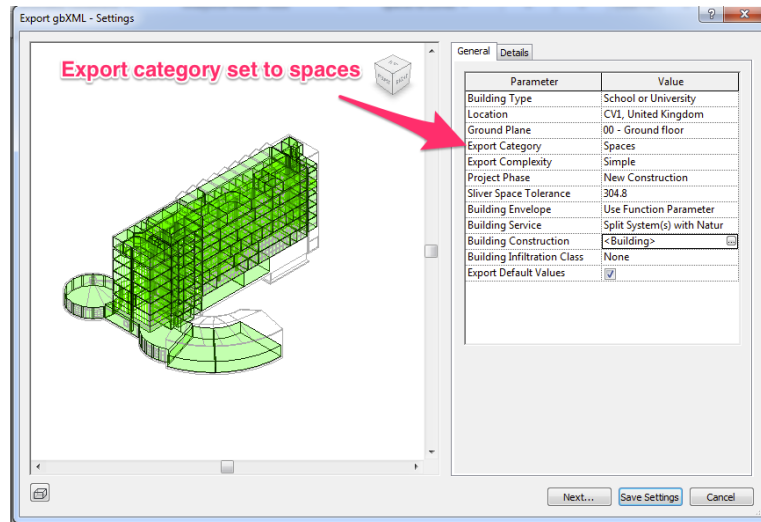 Export gbXML - Settings
?
X
Export category set to spaces
General Details
Parameter Value
Building Type School or University
Location CV1, United Kingdom
Ground Plane 00 - Ground floor
Export Category Spaces
Export Complexity Simple
Project Phase New Construction
Sliver Space Tolerance 304.8
Building Envelope Use Function Parameter
Building Service Split System(s) with Natur
Building Construction <Building> ...
Building Infiltration Class None
Export Default Values
Next... Save Settings Cancel